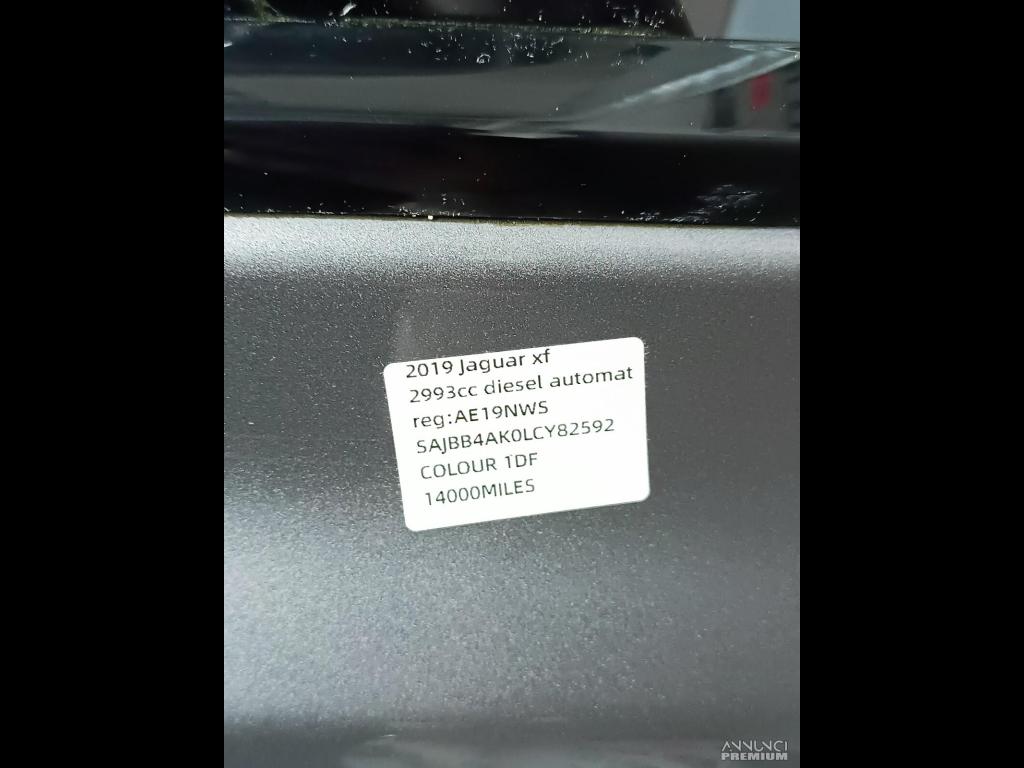 2019 Jaguar xf
2993cc diesel automat
reg:AE19NWS
SAJBB4AK0LCY82592
COLOUR 1DF
14000MILES
ANNUNCI
PREMIUM